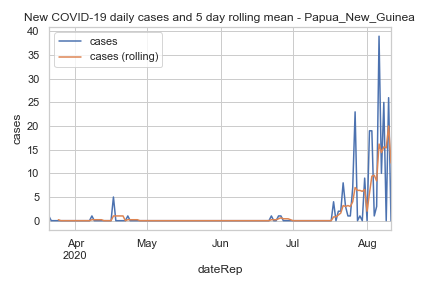 New COVID-19 daily cases and 5 day rolling mean - Papua_New_Guinea
cases
cases (rolling)
40
35
30
25
20
15
10
5
0
cases
Apr
2020
May
Jun
Jul
Aug
dateRep